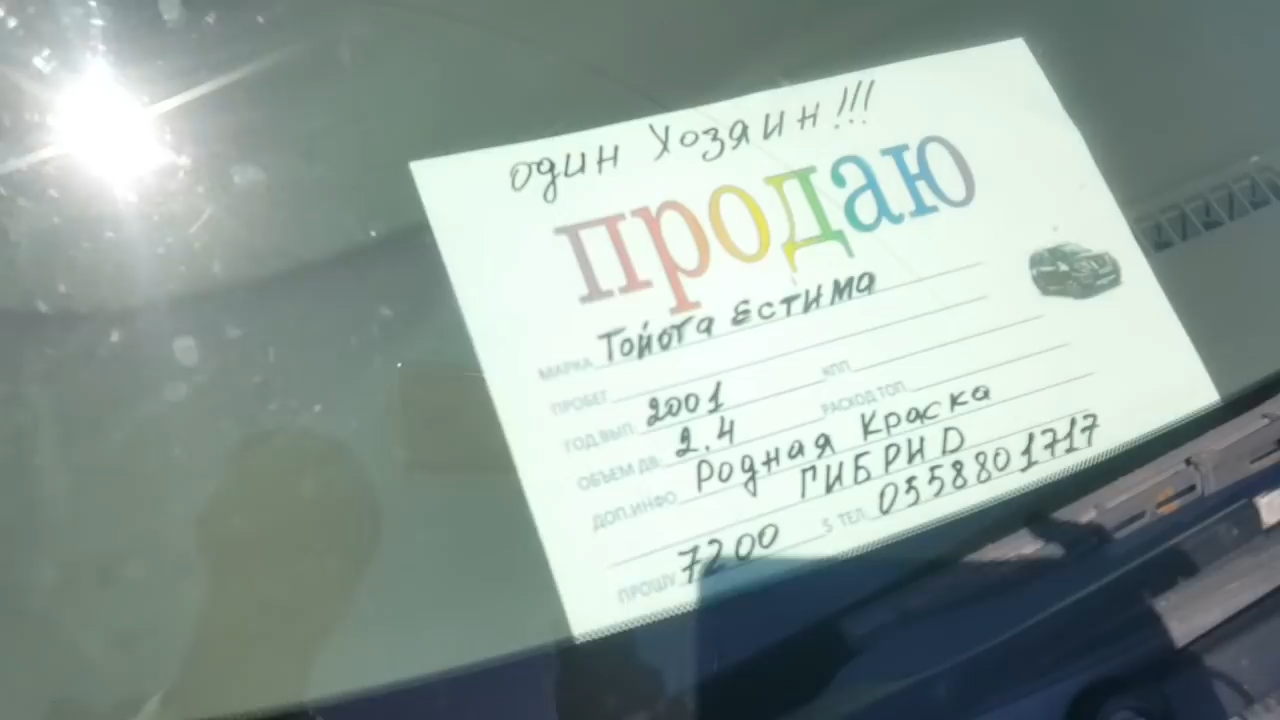 один Хозяин!!!
продаю
МАРКА Тойота Естима
ПРОБЕГ
ГОД ВЫП. 2001 КПП
ОБЪЕМ ДВ. 2.4 РАСХОД ТОП.
ДОП.ИНФО Родная Краска
ГИБРИD
ПРОШУ 7200 $ ТЕЛ. 0558801717